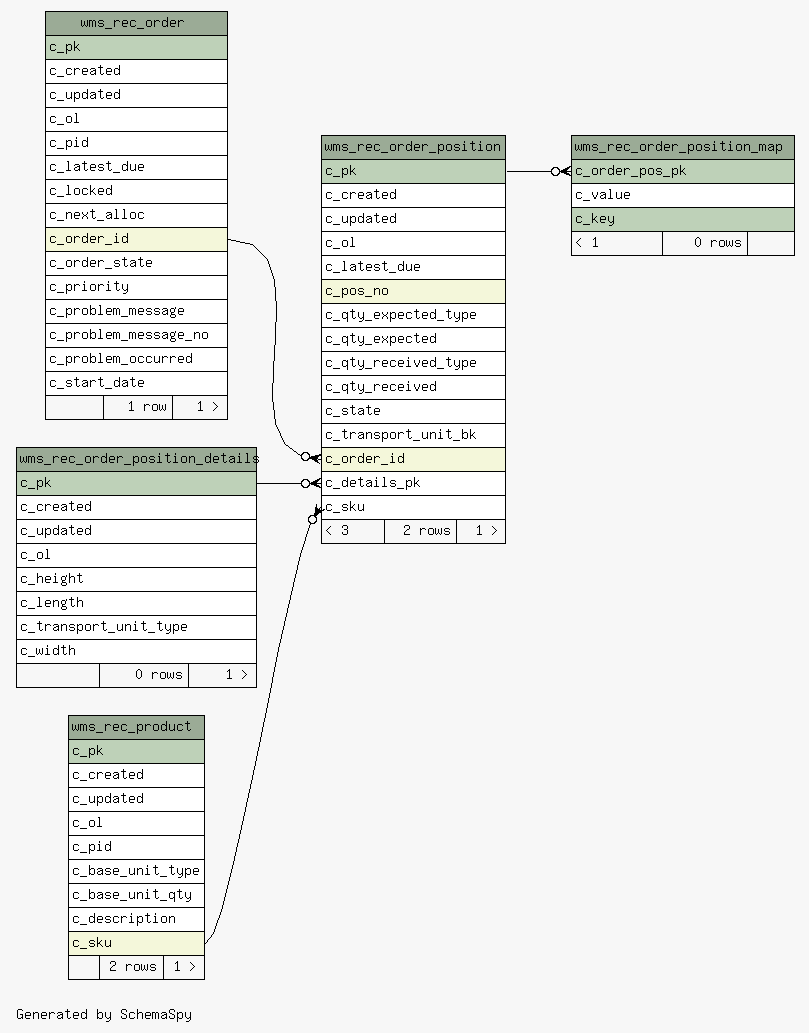 wms_rec_order
c_pk
c_created
c_updated
c_ol
c_pid
c_latest_due
c_locked
c_next_alloc
c_order_id
c_order_state
c_priority
c_problem_message
c_problem_message_no
c_problem_occurred
c_start_date
1 row 1 >
wms_rec_order_position
c_pk
c_created
c_updated
c_ol
c_latest_due
c_pos_no
c_qty_expected_type
c_qty_expected
c_qty_received_type
c_qty_received
c_state
c_transport_unit_bk
c_order_id
c_details_pk
c_sku
< 3 2 rows 1 >
wms_rec_order_position_map
c_order_pos_pk
c_value
c_key
< 1 0 rows
wms_rec_order_position_details
c_pk
c_created
c_updated
c_ol
c_height
c_length
c_transport_unit_type
c_width
0 rows 1 >
wms_rec_product
c_pk
c_created
c_updated
c_ol
c_pid
c_base_unit_type
c_base_unit_qty
c_description
c_sku
2 rows 1 >
Generated by SchemaSpy